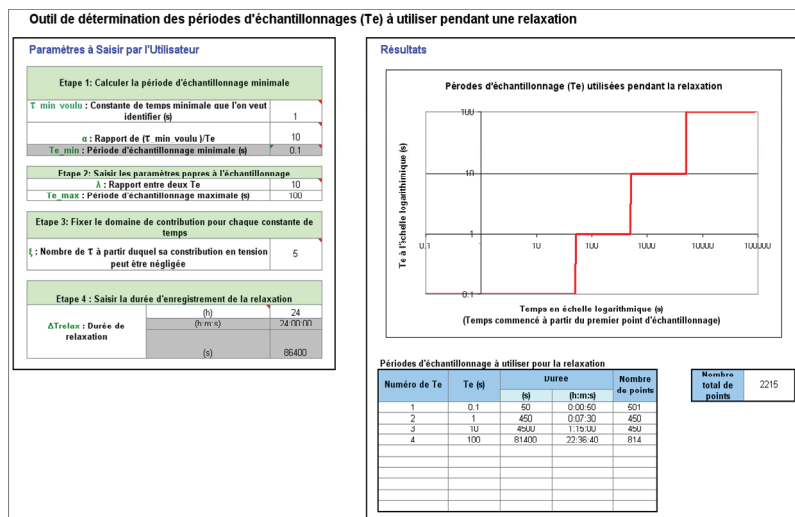 Outil de détermination des périodes d'échantillonnages (Te) à utiliser pendant une relaxation
Paramètres à Saisir par l'Utilisateur
Etape 1: Calculer la période d'échantillonnage minimale
τ_min_voulu : Constante de temps minimale que l'on veut
identifier (s)
1
α : Rapport de (τ_min_voulu )/Te
10
Te_min : Période d'échantillonnage minimale (s)
0.1
Etape 2: Saisir les paramètres popres à l'échantillonnage
λ : Rapport entre deux Te
10
Te_max : Période d'échantillonnage maximale (s)
100
Etape 3: Fixer le domaine de contribution pour chaque constante de
temps
ξ : Nombre de τ à partir duquel sa constribution en tension
peut ètre négligée
5
Etape 4 : Saisir la durée d'enregistrement de la relaxation
ΔTrelax : Durée de
relaxation
(h)
24
(h:m:s)
24:00:00
(s)
86400
Résultats
Pérodes d'échantillonnage (Te) utilisées pendant la relaxation
Te à l'échelle logarithimique (s)
100
10
1
0.1
0.1 1 10 100 1000 10000 100000
Temps en échelle logarithmique (s)
(Temps commencé à partir du premier point d'échantillonnage)
Périodes d'échantillonnage à utiliser pour la relaxation
Numéro de Te Te (s) Durée Nombre de points
(s) (h:m:s)
1 0.1 50 0:00:50 501
2 1 450 0:07:30 450
3 10 4500 1:15:00 450
4 100 81400 22:36:40 814
Nombre
total de
points
2215